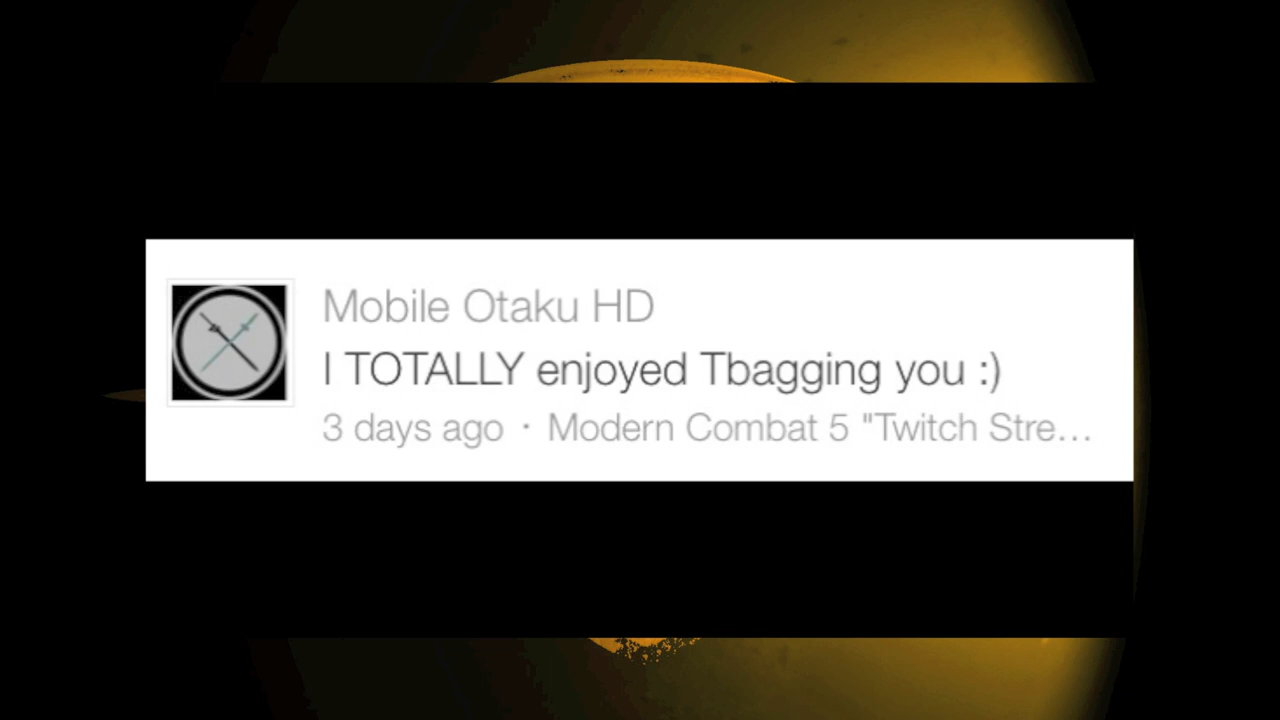 Mobile Otaku HD
I TOTALLY enjoyed Tbagging you :)
3 days ago · Modern Combat 5 "Twitch Stre...